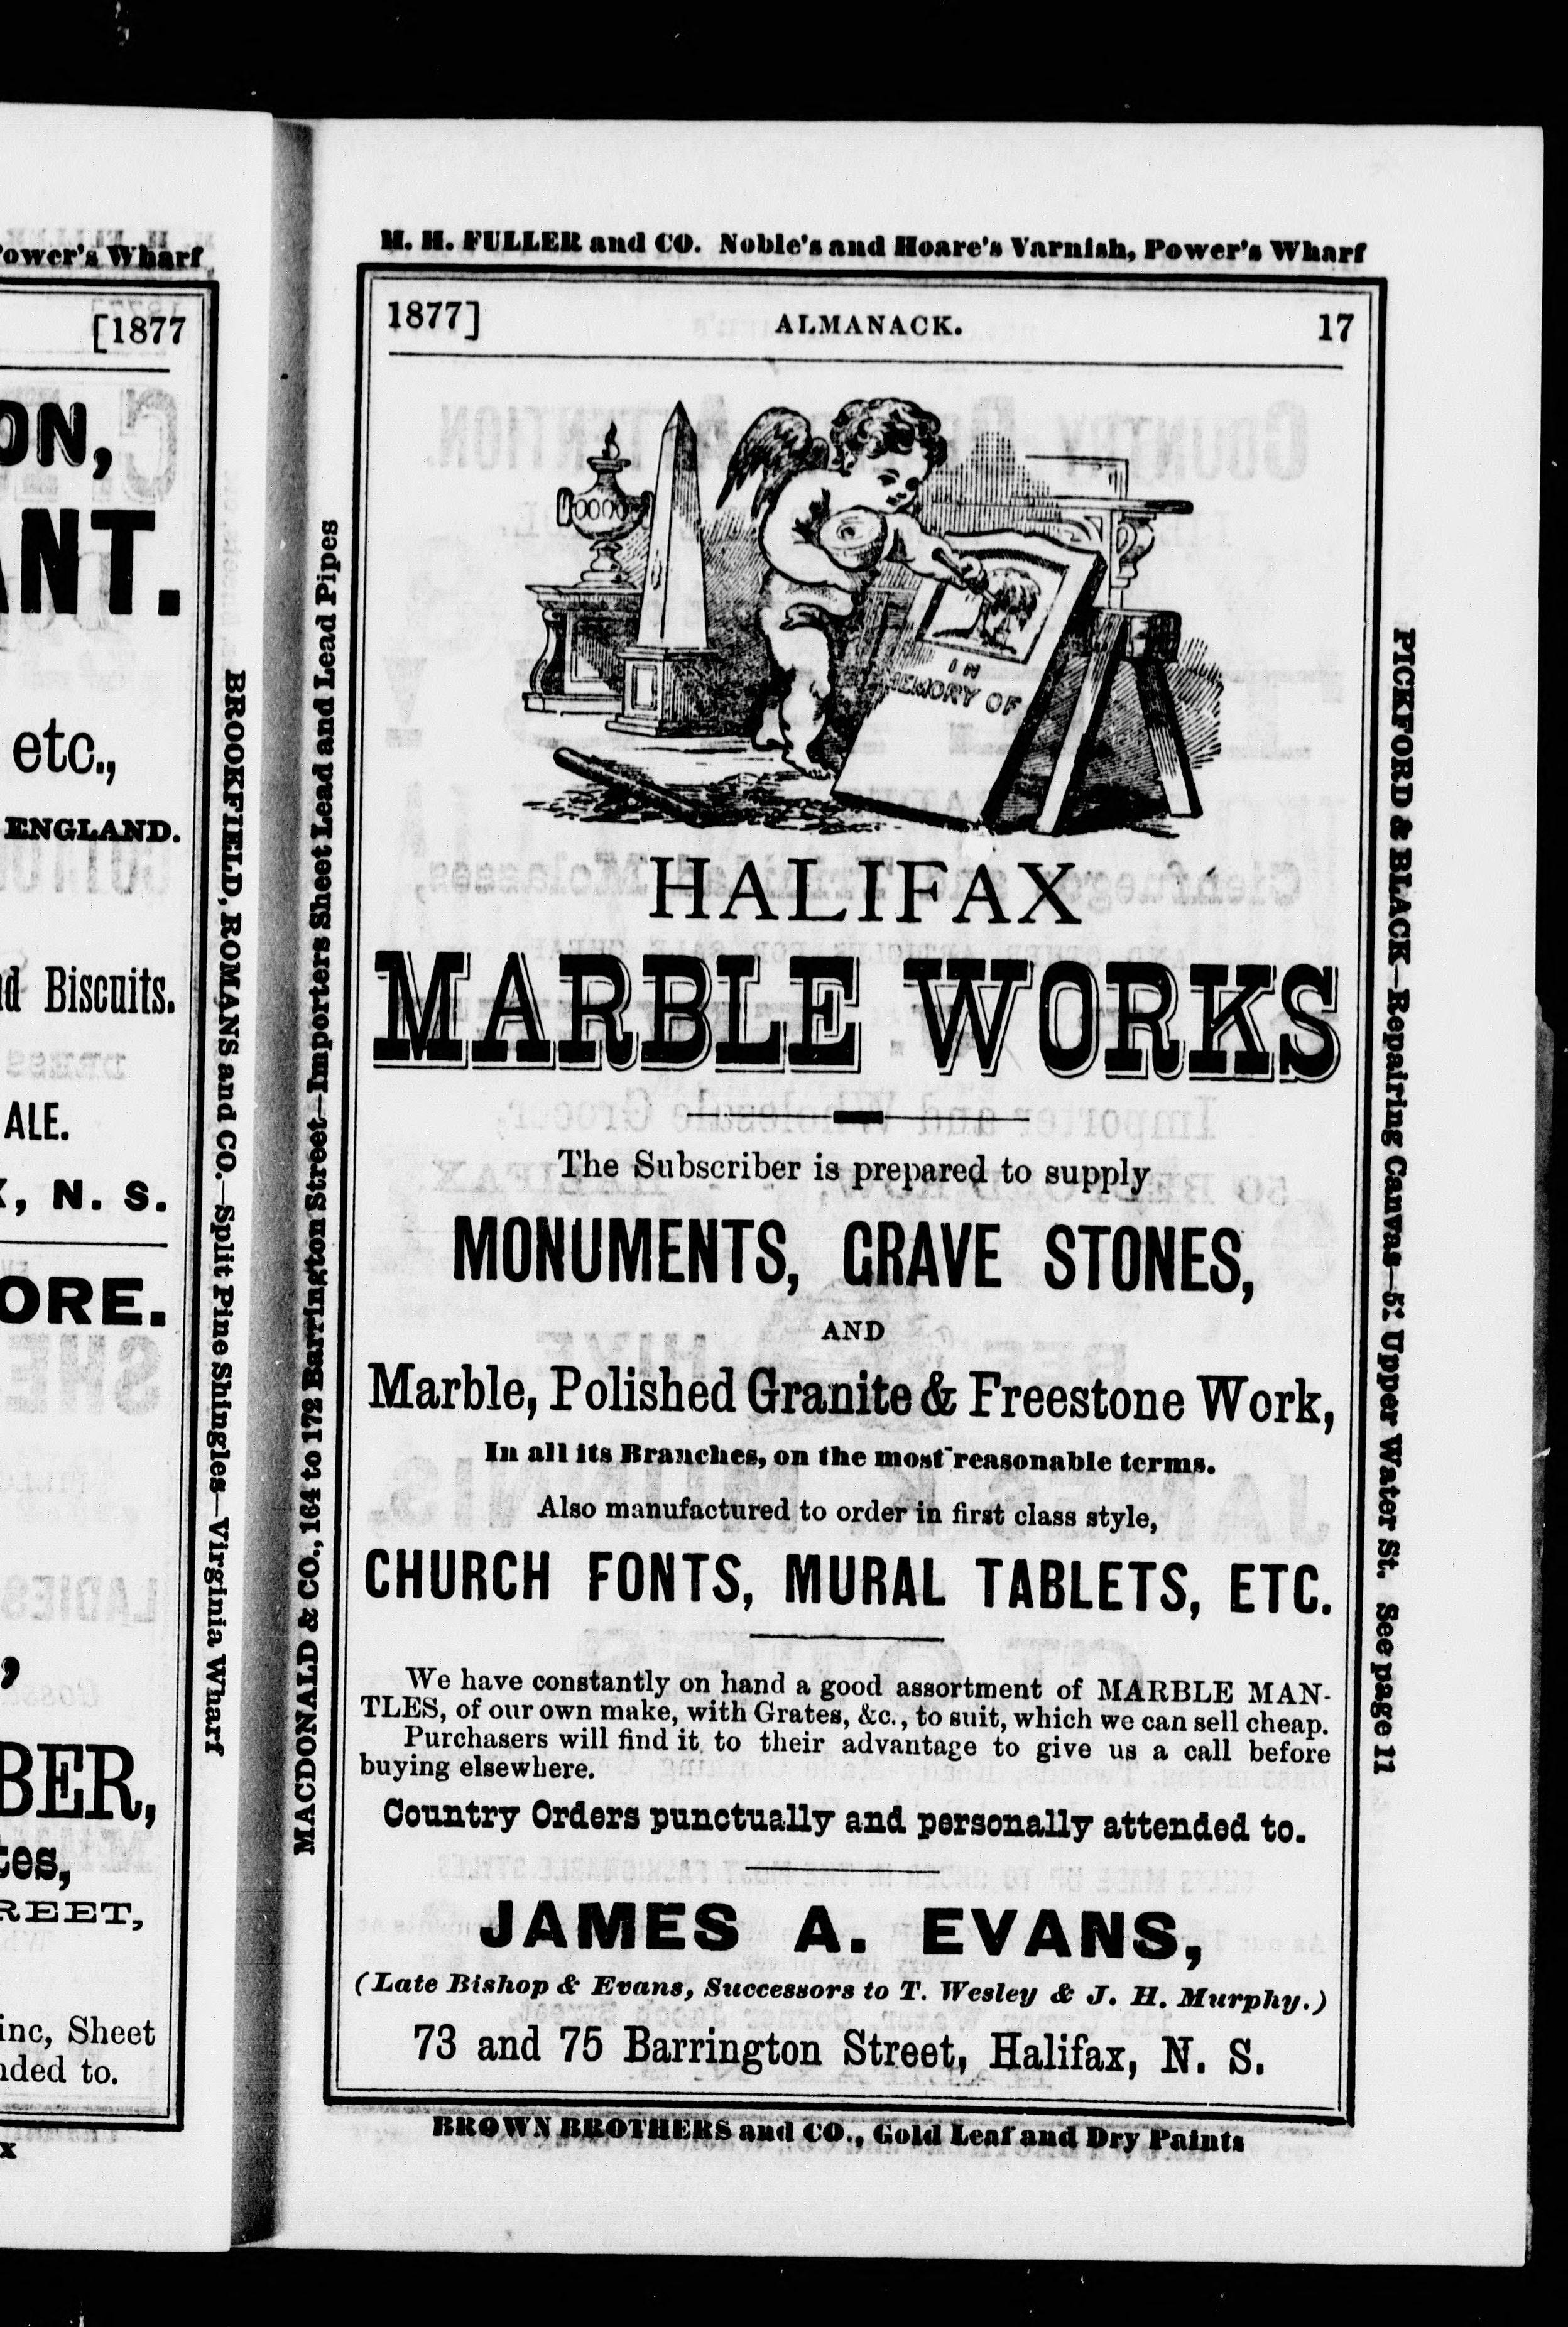 ower's Wharf
[1877
ON,
ANT.
etc.,
ENGLAND.
Biscuits.
ALE.
, N. S.
ORE.
BER,
REET,
inc, Sheet
to.
BROOKFIELD, ROMANS and CO.—Split Pine Shingles—Virginia Wharf
MACDONALD & CO., 164 to 172 Barrington Street—Importers Sheet Lead and Lead Pipes
M. H. FULLER and CO. Noble's and Hoare's Varnish, Power's Wharf
1877] ALMANACK. 17
IN
MEMORY OF
HALIFAX
MARBLE WORKS
The Subscriber is prepared to supply
MONUMENTS, GRAVE STONES,
AND
Marble, Polished Granite & Freestone Work,
In all its Branches, on the most reasonable terms.
Also manufactured to order in first class style,
CHURCH FONTS, MURAL TABLETS, ETC.
We have constantly on hand a good assortment of MARBLE MAN-
TLES, of our own make, with Grates, &c., to suit, which we can sell cheap.
Purchasers will find it to their advantage to give us a call before
buying elsewhere.
Country Orders punctually and personally attended to.
JAMES A. EVANS,
(Late Bishop & Evans, Successors to T. Wesley & J. H. Murphy.)
73 and 75 Barrington Street, Halifax, N. S.
BROWN BROTHERS and CO., Gold Leaf and Dry Paints
PICKFORD & BLACK—Repairing Canvas—Upper Water St. See page 11